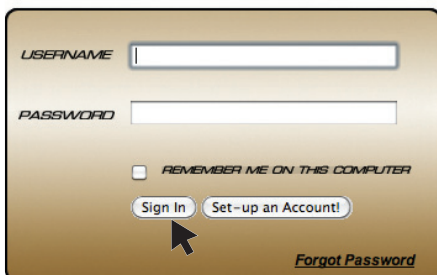 USERNAME
PASSWORD
REMEMBER ME ON THIS COMPUTER
Sign In Set-up an Account!
Forgot Password